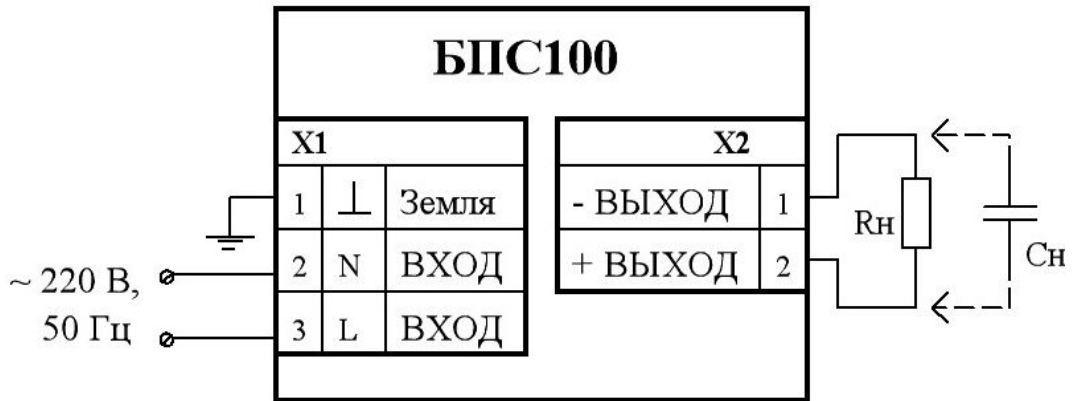 БПС100
X1
1 ⊥ Земля
2 N ВХОД
3 L ВХОД
~ 220 В,
50 Гц
X2
- ВЫХОД 1
+ ВЫХОД 2
Rн
Cн